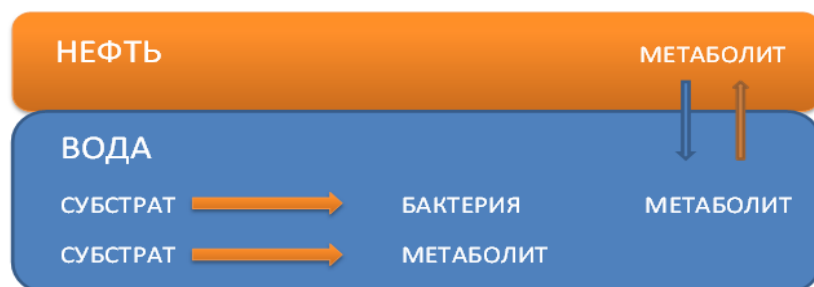 НЕФТЬ
МЕТАБОЛИТ
ВОДА
СУБСТРАТ БАКТЕРИЯ МЕТАБОЛИТ
СУБСТРАТ МЕТАБОЛИТ